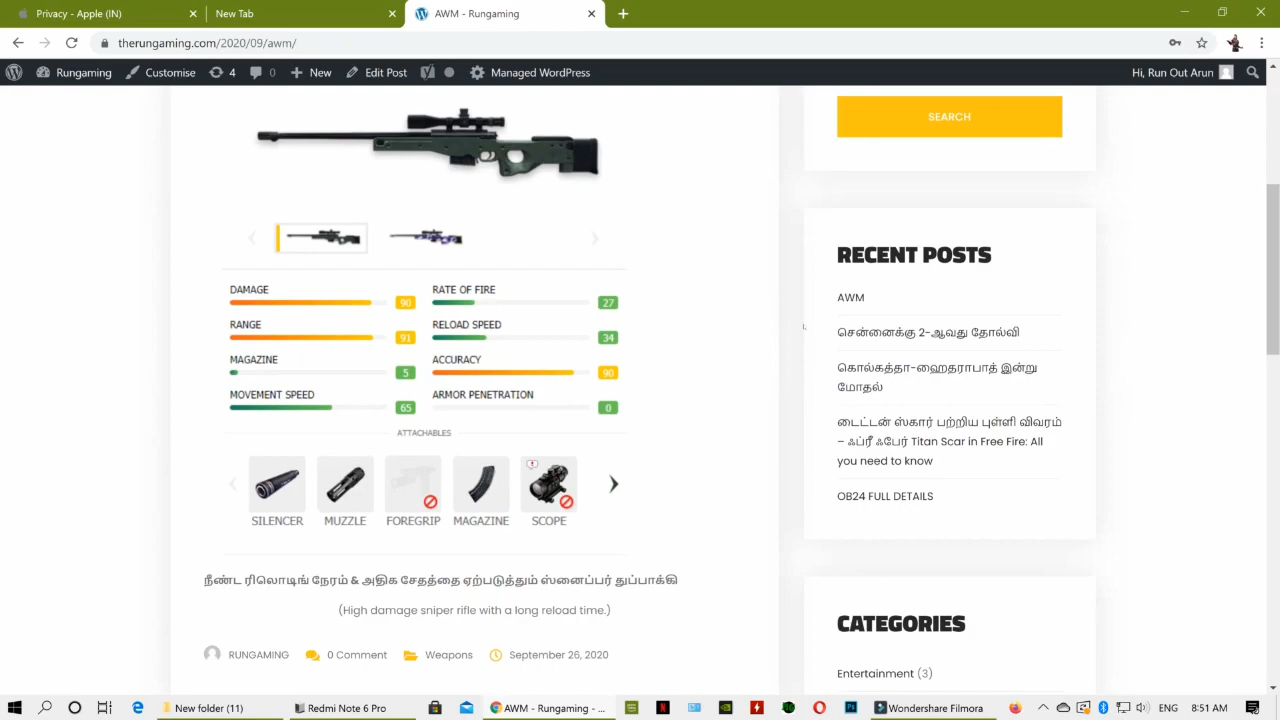 Privacy - Apple (IN)
New Tab
AWM - Rungaming
therungaming.com/2020/09/awm/
Rungaming
Customise
4
0
New
Edit Post
Managed WordPress
Hi, Run Out Arun
SEARCH
DAMAGE
90
RATE OF FIRE
27
RANGE
91
RELOAD SPEED
34
MAGAZINE
5
ACCURACY
90
MOVEMENT SPEED
65
ARMOR PENETRATION
0
ATTACHABLES
SILENCER
MUZZLE
FOREGRIP
MAGAZINE
SCOPE
நீண்ட ரிலொடிங் நேரம் & அதிக சேதத்தை ஏற்படுத்தும் ஸ்னைப்பர் துப்பாக்கி
(High damage sniper rifle with a long reload time.)
RUNGAMING
0 Comment
Weapons
September 26, 2020
RECENT POSTS
AWM
சென்னைக்கு 2-ஆவது தோல்வி
கொல்கத்தா-ஹைதராபாத் இன்று
மோதல்
டைட்டன் ஸ்கார் பற்றிய புள்ளி விவரம்
– ஃப்ரீ ஃபேர் Titan Scar in Free Fire: All
you need to know
OB24 FULL DETAILS
CATEGORIES
Entertainment (3)
New folder (11)
Redmi Note 6 Pro
AWM - Rungaming - ...
Wondershare Filmora
ENG
8:51 AM